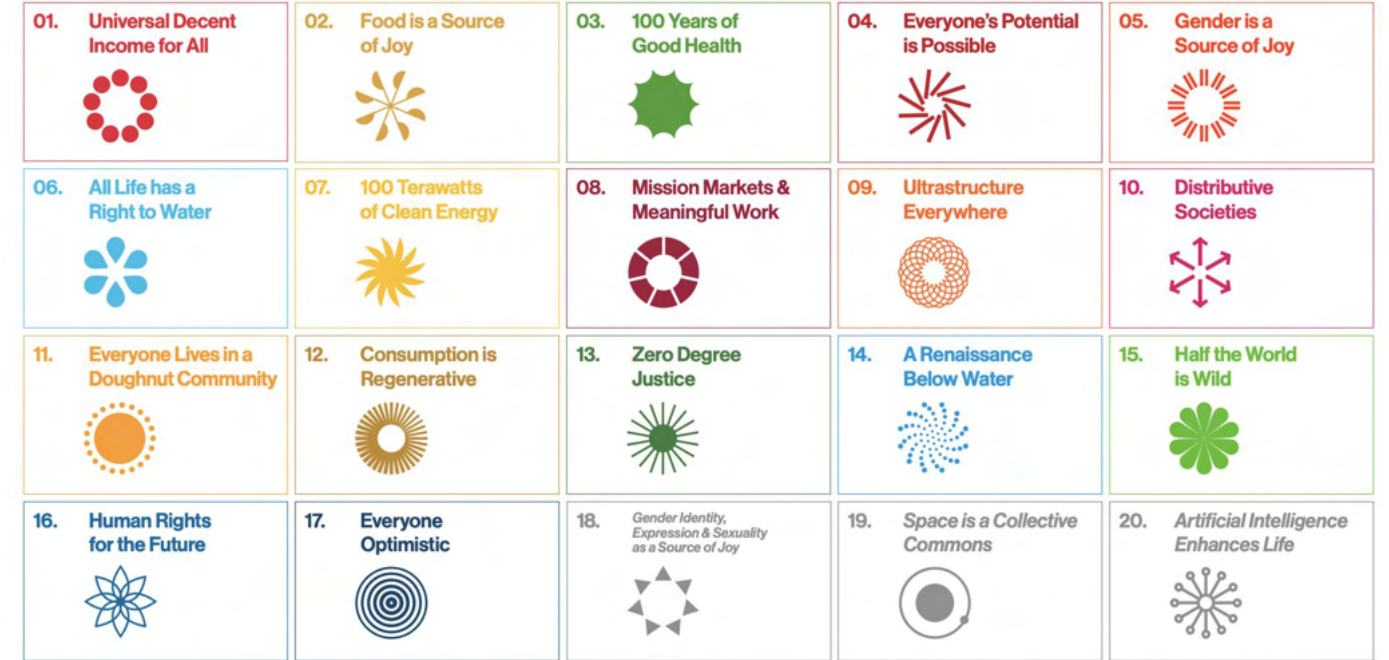 01. Universal Decent
Income for All
02. Food is a Source
of Joy
03. 100 Years of
Good Health
04. Everyone's Potential
is Possible
05. Gender is a
Source of Joy
06. All Life has a
Right to Water
07. 100 Terawatts
of Clean Energy
08. Mission Markets &
Meaningful Work
09. Ultrastructure
Everywhere
10. Distributive
Societies
11. Everyone Lives in a
Doughnut Community
12. Consumption is
Regenerative
13. Zero Degree
Justice
14. A Renaissance
Below Water
15. Half the World
is Wild
16. Human Rights
for the Future
17. Everyone
Optimistic
18. Gender Identity,
Expression & Sexuality
as a Source of Joy
19. Space is a Collective
Commons
20. Artificial Intelligence
Enhances Life